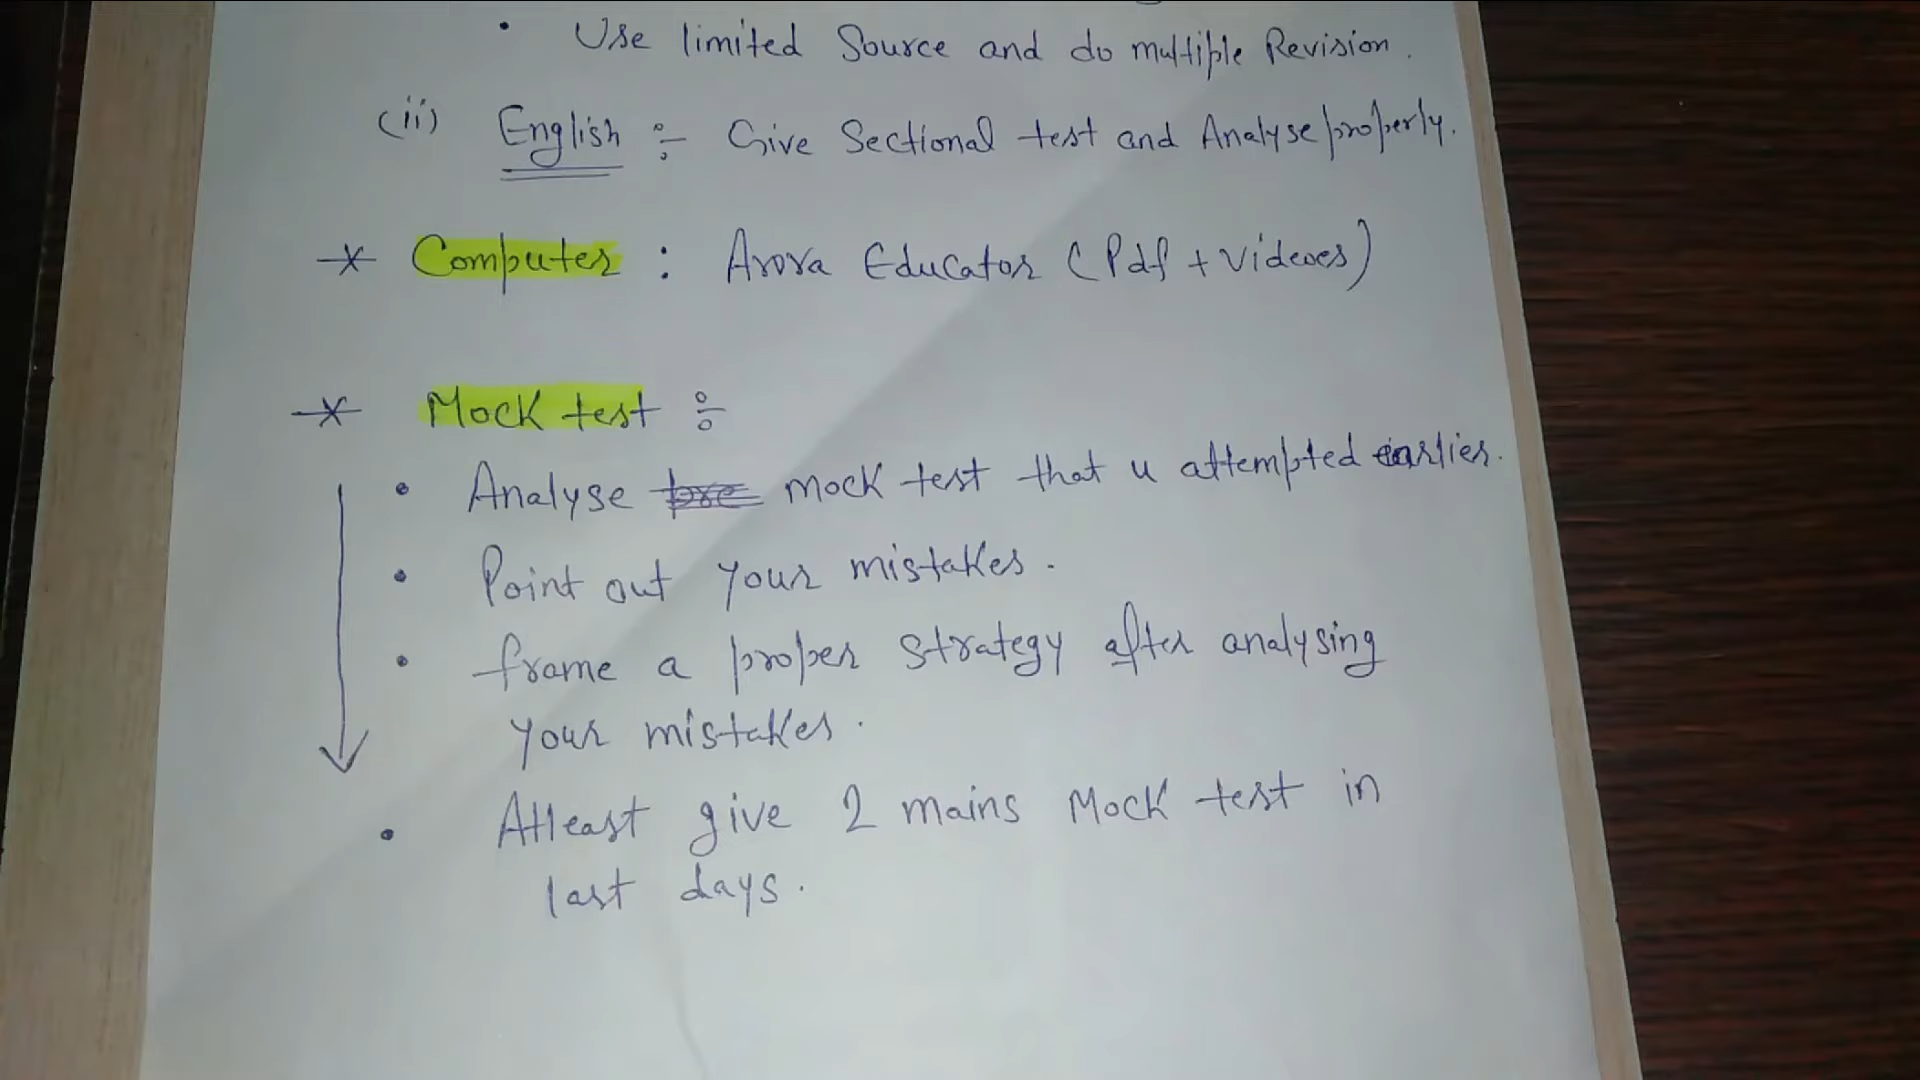 • Use limited Source and do multiple Revision.
(ii) English ÷ Give Sectional test and Analyse properly.
* Computer : Arora Educator (Pdf + Videoes)
* Mock test ÷
• Analyse mock test that u attempted earlier.
• Point out your mistakes.
• frame a proper strategy after analysing
your mistakes.
• Atleast give 2 mains Mock test in
last days.